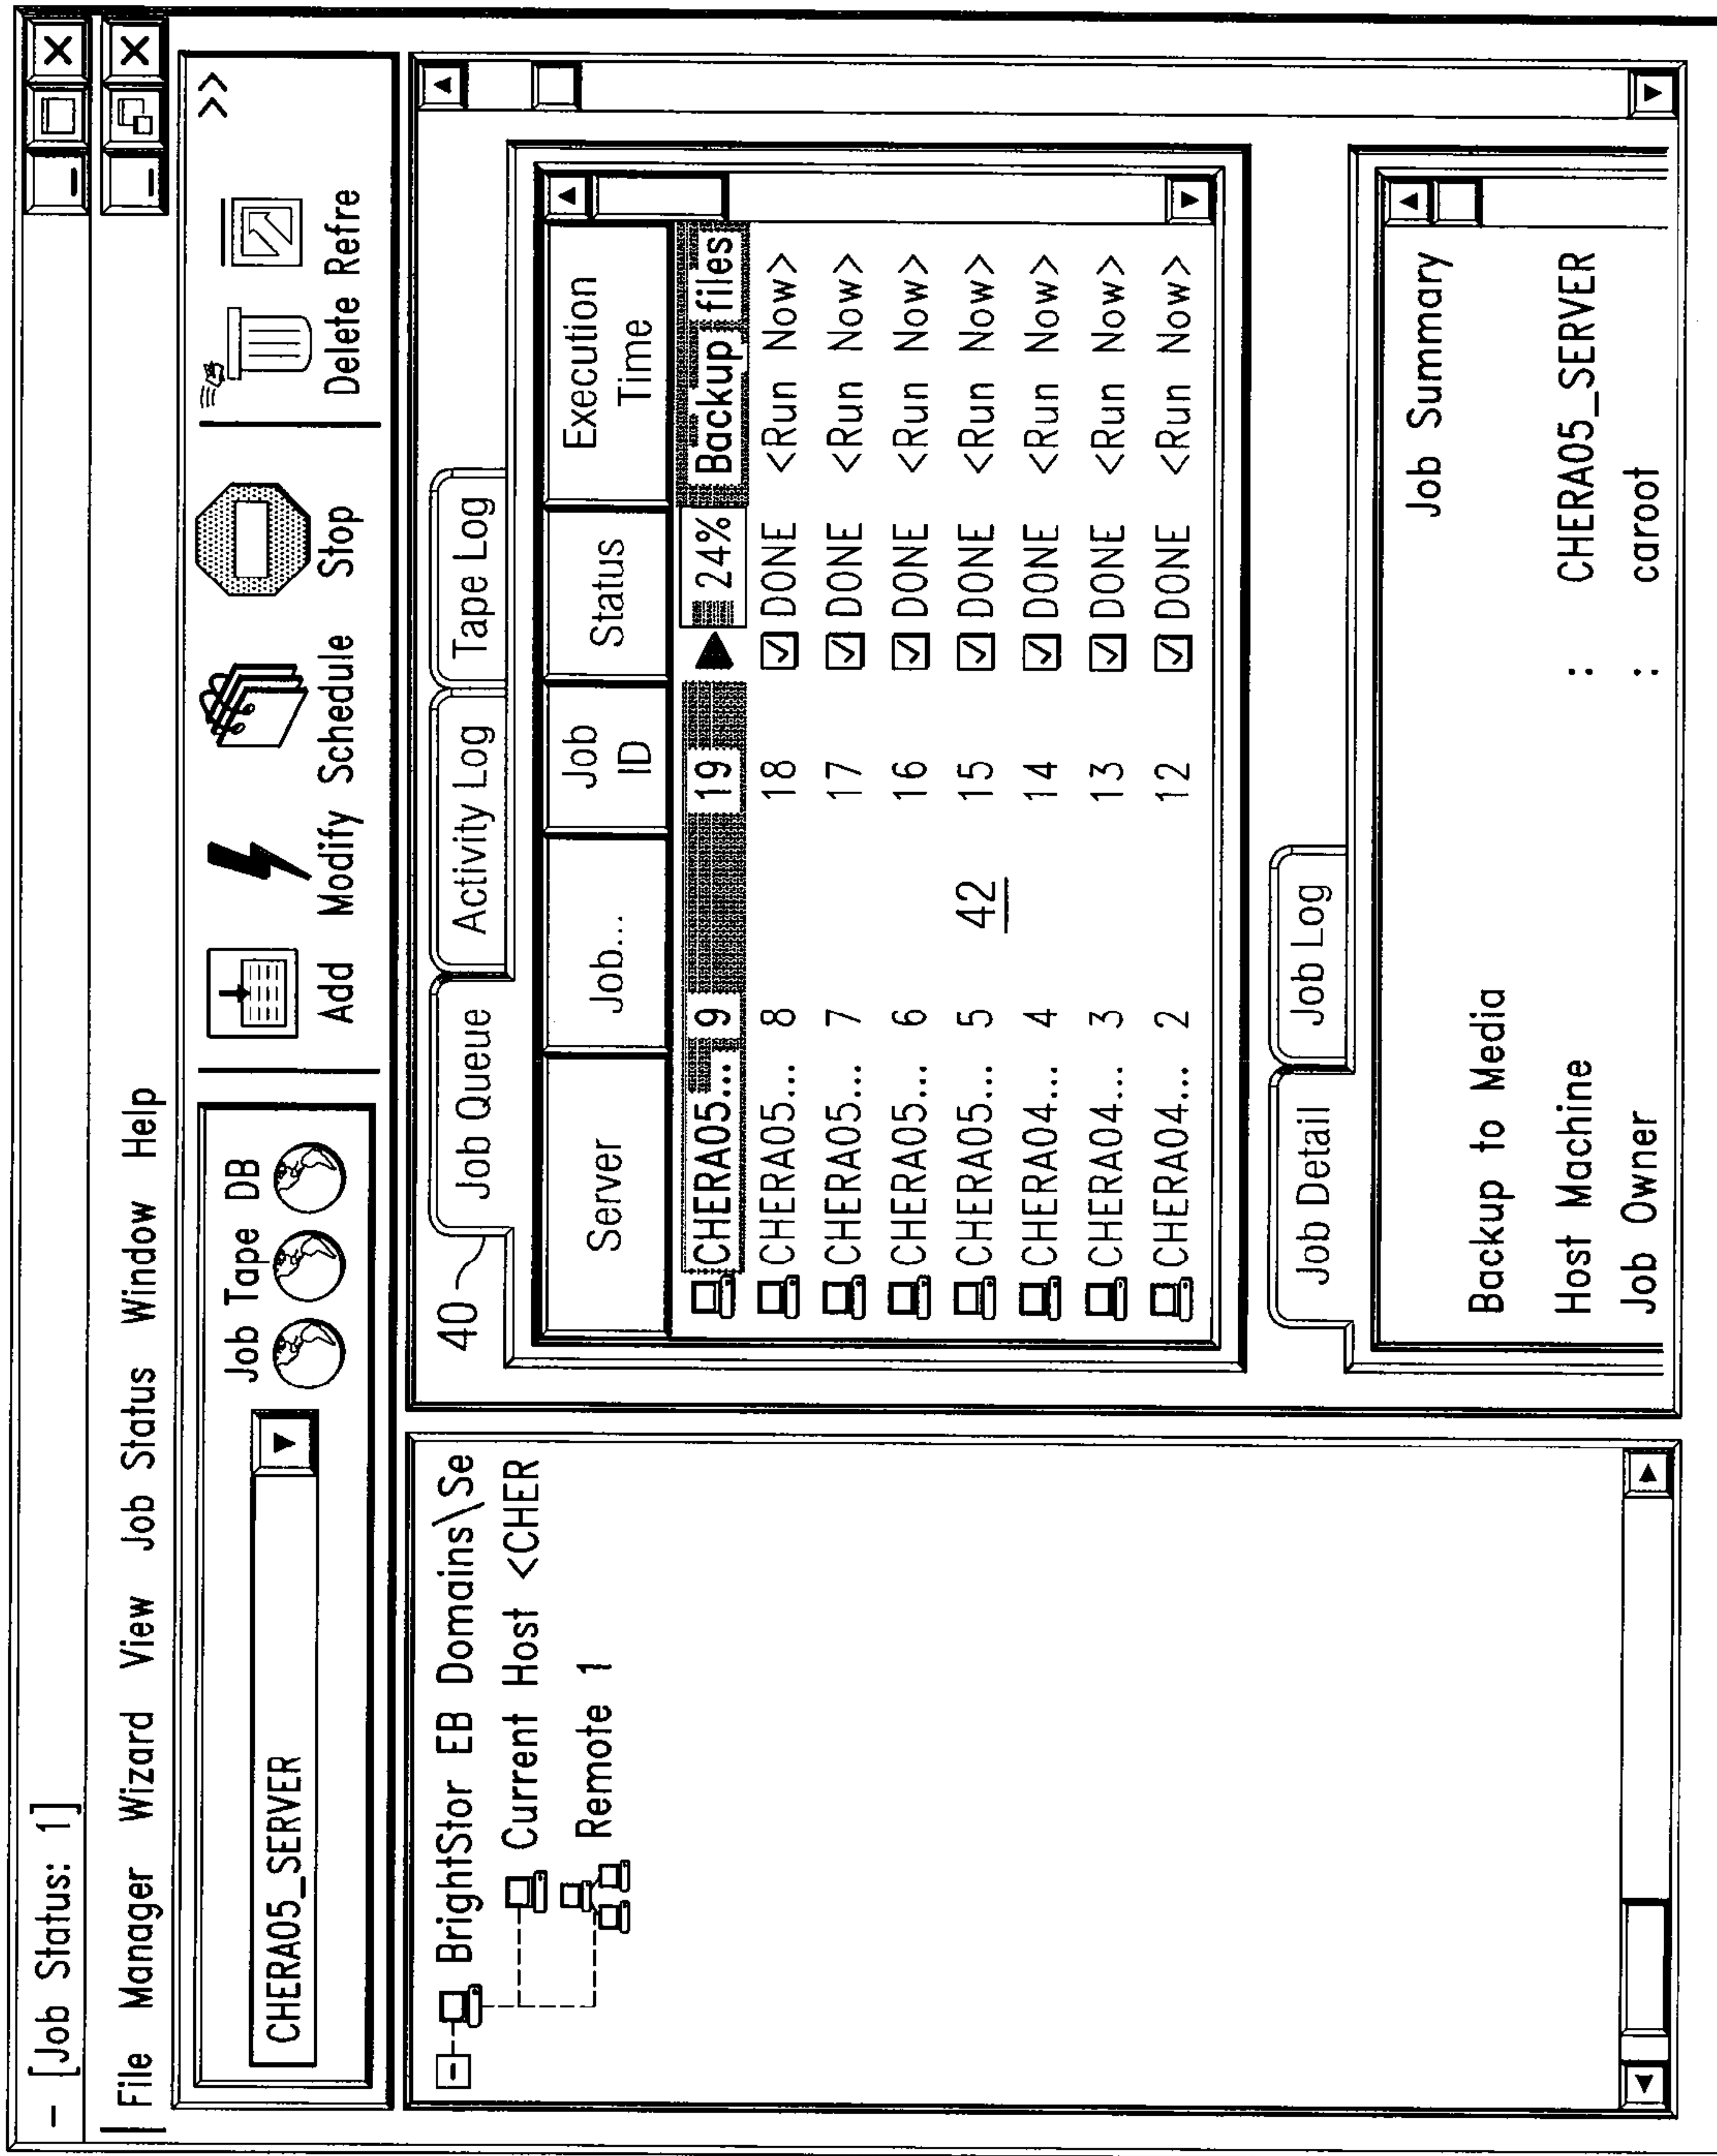 - [Job Status: 1]
File Manager Wizard View Job Status Window Help
CHERA05_SERVER
Job Tape DB
Add Modify Schedule Stop Delete Refre
>>
BrightStor EB Domains\Se
Current Host <CHER
Remote 1
40
Job Queue Activity Log Tape Log
Server Job... Job ID Status Execution Time
CHERA05... 9 19 24% Backup files
CHERA05... 8 18 DONE <Run Now>
CHERA05... 7 17 DONE <Run Now>
CHERA05... 6 16 DONE <Run Now>
CHERA05... 5 15 DONE <Run Now>
CHERA04... 4 14 DONE <Run Now>
CHERA04... 3 13 DONE <Run Now>
CHERA04... 2 12 DONE <Run Now>
42
Job Detail Job Log
Job Summary
Backup to Media
Host Machine : CHERA05_SERVER
Job Owner : caroot